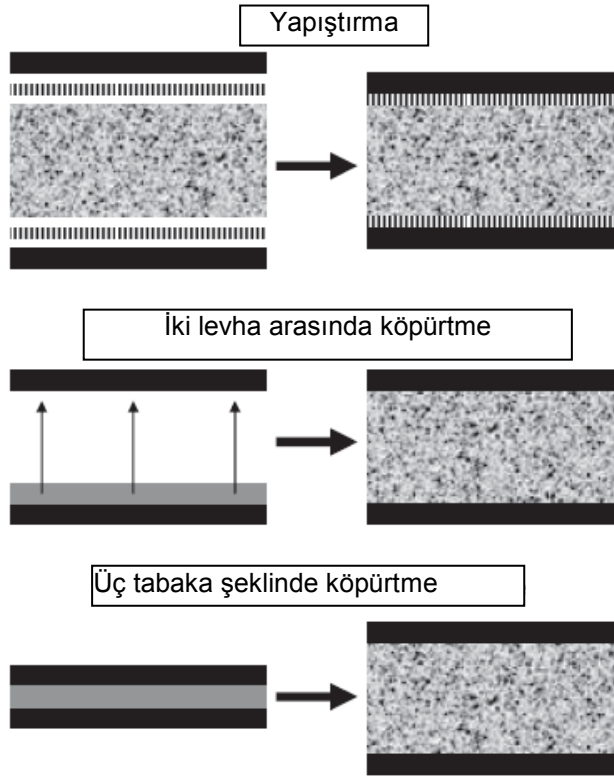 Yapıştırma
İki levha arasında köpürtme
Üç tabaka şeklinde köpürtme